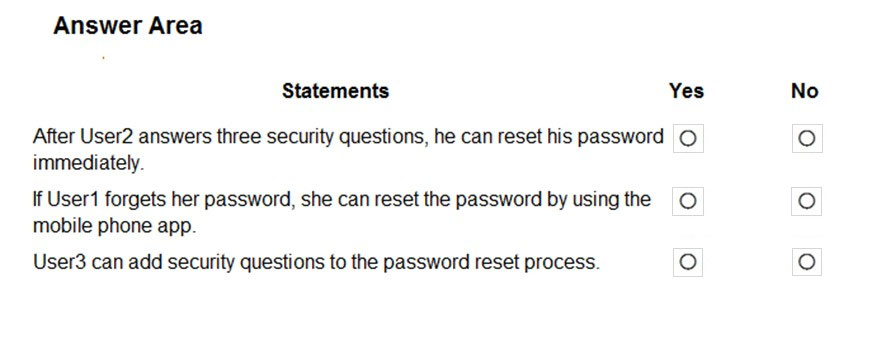 Answer Area
Statements Yes No
After User2 answers three security questions, he can reset his password
immediately.
If User1 forgets her password, she can reset the password by using the
mobile phone app.
User3 can add security questions to the password reset process.